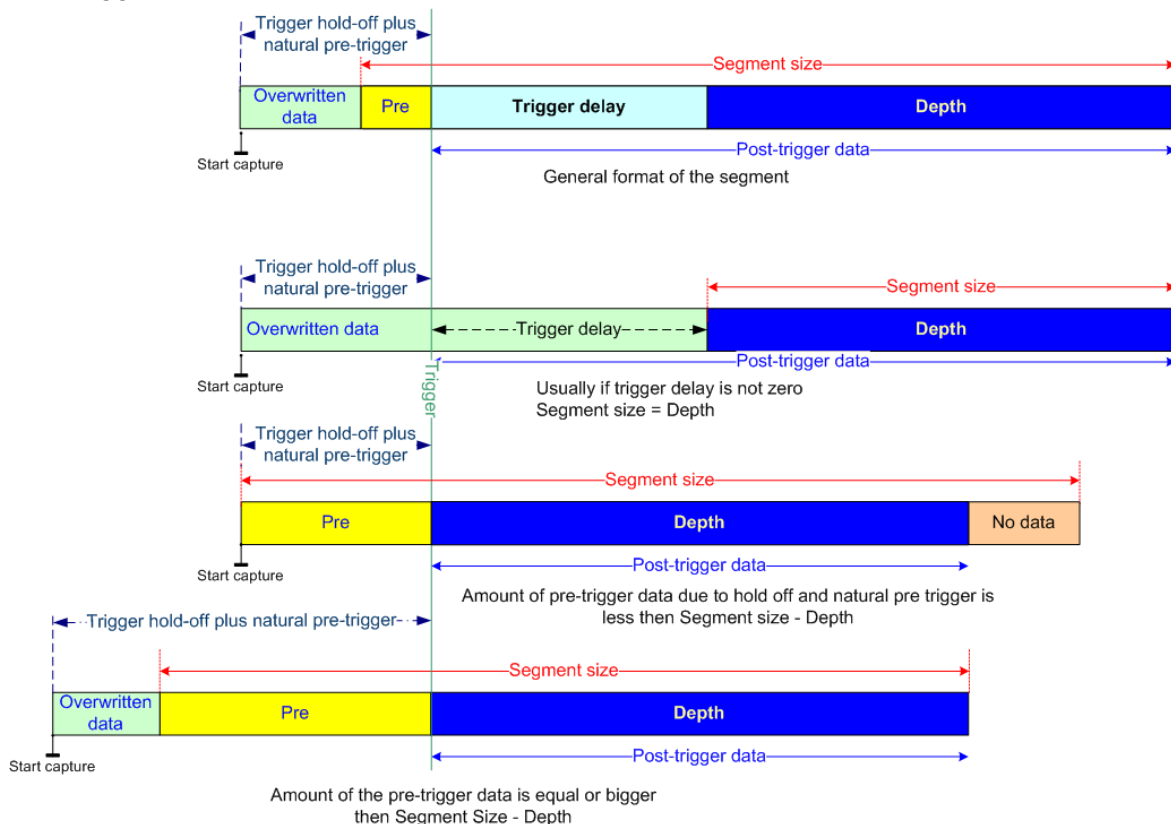 Trigger hold-off plus
natural pre-trigger
Segment size
Overwritten
data
Pre
Trigger delay
Depth
Post-trigger data
Start capture
General format of the segment
Trigger hold-off plus
natural pre-trigger
Segment size
Overwritten data
Trigger delay
Depth
Post-trigger data
Start capture
Trigger
Usually if trigger delay is not zero
Segment size = Depth
Trigger hold-off plus
natural pre-trigger
Segment size
Pre
Depth
No data
Post-trigger data
Start capture
Amount of pre-trigger data due to hold off and natural pre trigger is
less then Segment size - Depth
Trigger hold-off plus natural pre-trigger
Segment size
Overwritten
data
Pre
Depth
Post-trigger data
Start capture
Amount of the pre-trigger data is equal or bigger
then Segment Size - Depth